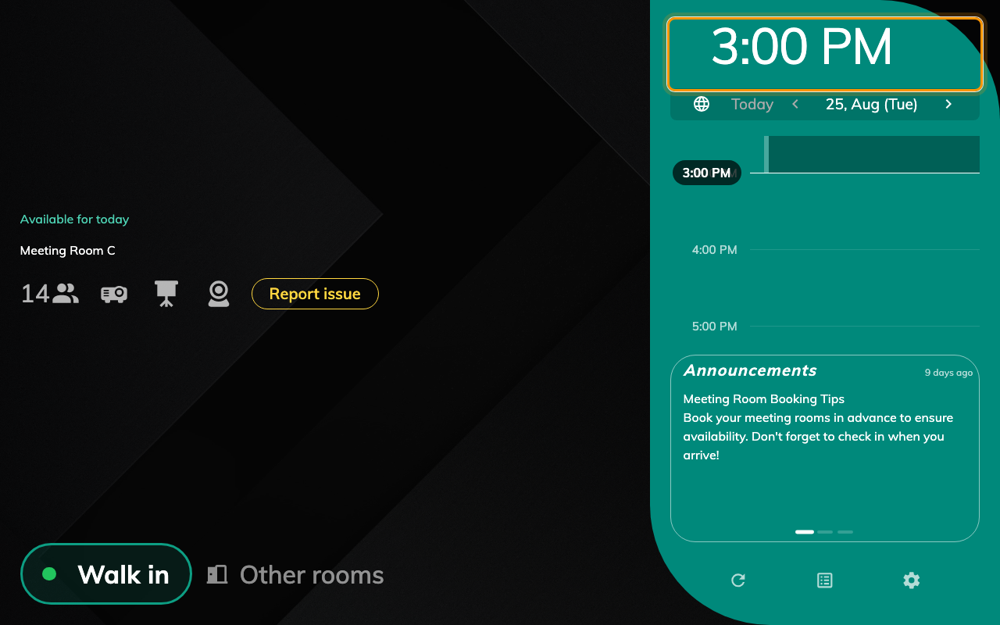 3:00 PM
Today
25, Aug (Tue)
3:00 PM
4:00 PM
5:00 PM
Available for today
Meeting Room C
14
Report issue
Announcements
9 days ago
Meeting Room Booking Tips
Book your meeting rooms in advance to ensure
availability. Don't forget to check in when you
arrive!
Walk in
Other rooms